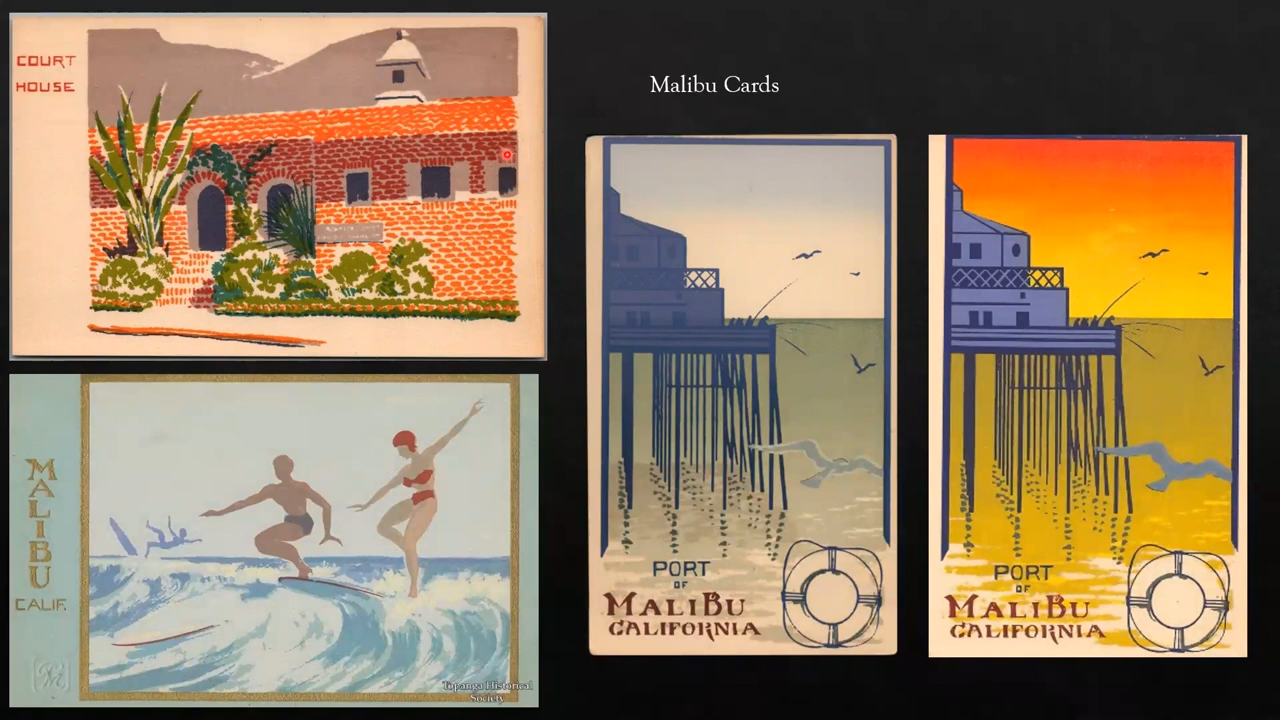 COURT
HOUSE
Malibu Cards
MALIBU
CALIF.
Topanga Historical
Society
PORT
OF
MALIBU
CALIFORNIA
PORT
OF
MALIBU
CALIFORNIA